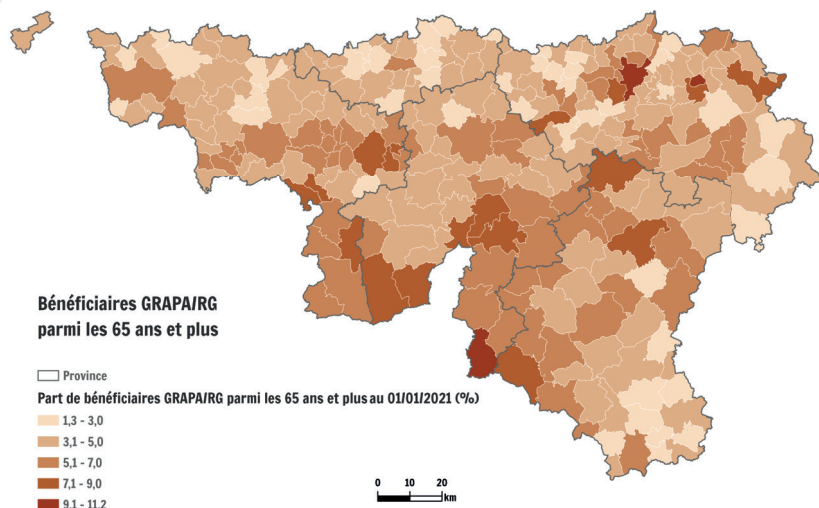 Bénéficiaires GRAPA/RG
parmi les 65 ans et plus
Province
Part de bénéficiaires GRAPA/RG parmi les 65 ans et plus au 01/01/2021 (%)
1,3 - 3,0
3,1 - 5,0
5,1 - 7,0
7,1 - 9,0
9,1 - 11,2
0 10 20
km